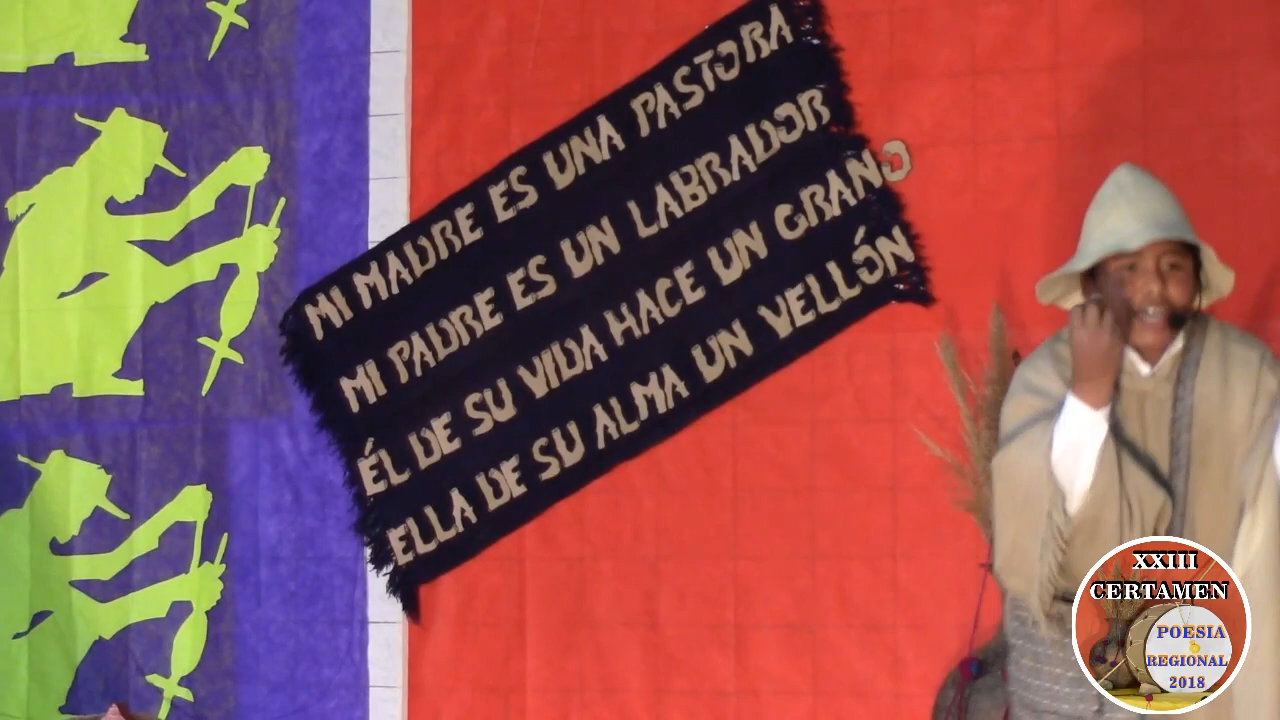 MI MADRE ES UNA PASTORA
MI PADRE ES UN LABRADOR
ÉL DE SU VIDA HACE UN GRANO
ELLA DE SU ALMA UN VELLÓN
XXIII
CERTAMEN
POESIA
REGIONAL
2018